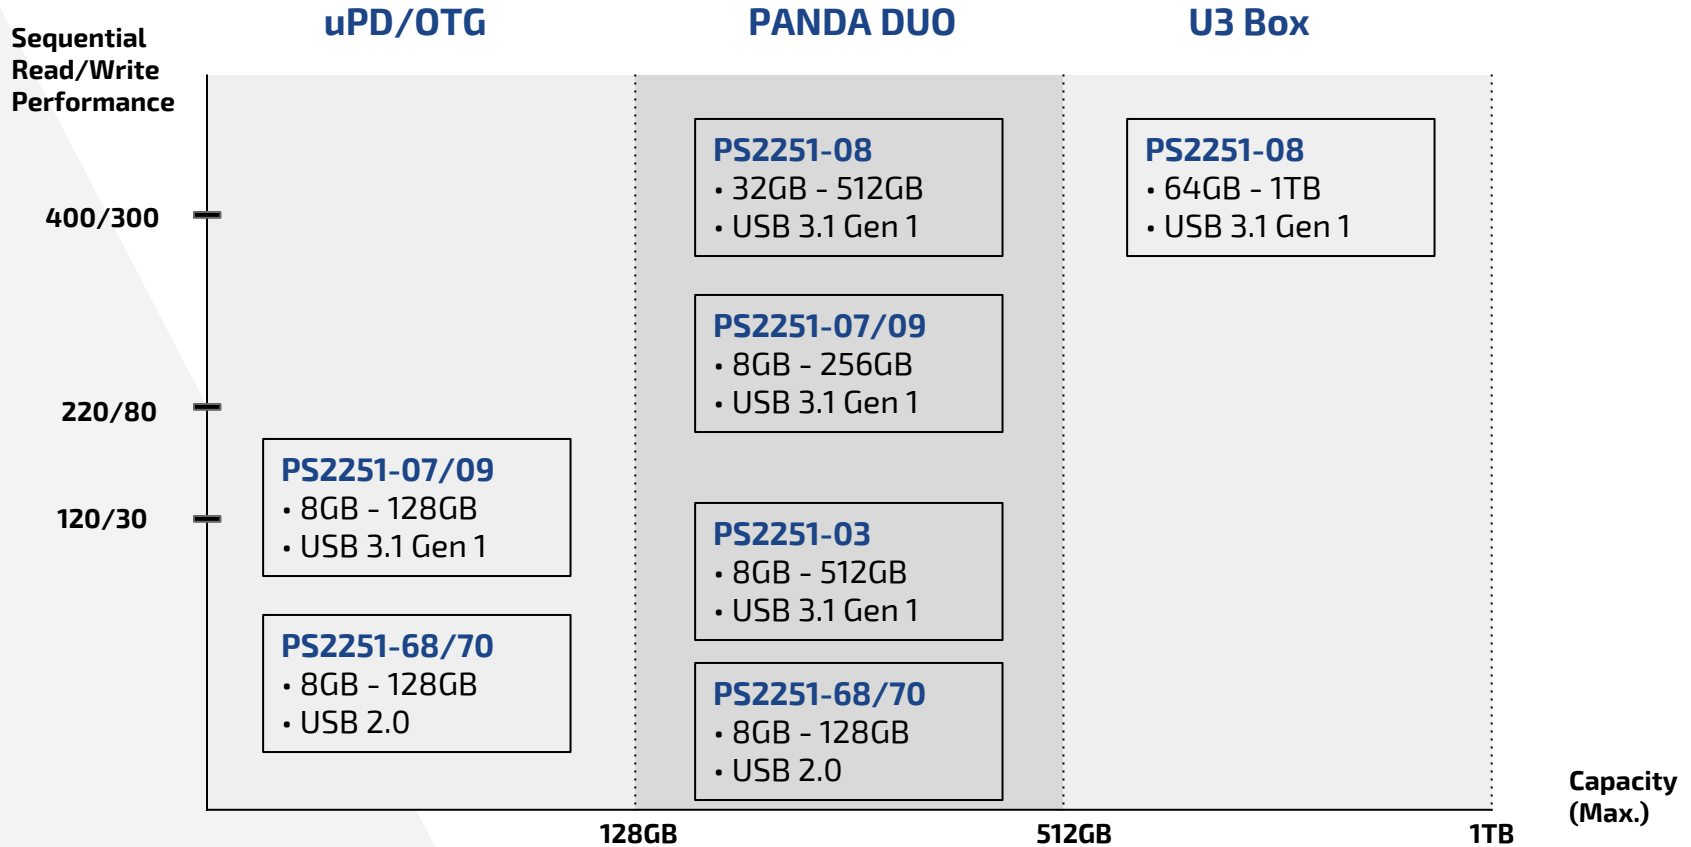 uPD/OTG
PANDA DUO
U3 Box
Sequential
Read/Write
Performance
400/300
220/80
120/30
PS2251-07/09
• 8GB - 128GB
• USB 3.1 Gen 1
PS2251-68/70
• 8GB - 128GB
• USB 2.0
PS2251-08
• 32GB - 512GB
• USB 3.1 Gen 1
PS2251-07/09
• 8GB - 256GB
• USB 3.1 Gen 1
PS2251-03
• 8GB - 512GB
• USB 3.1 Gen 1
PS2251-68/70
• 8GB - 128GB
• USB 2.0
PS2251-08
• 64GB - 1TB
• USB 3.1 Gen 1
128GB
512GB
1TB
Capacity
(Max.)